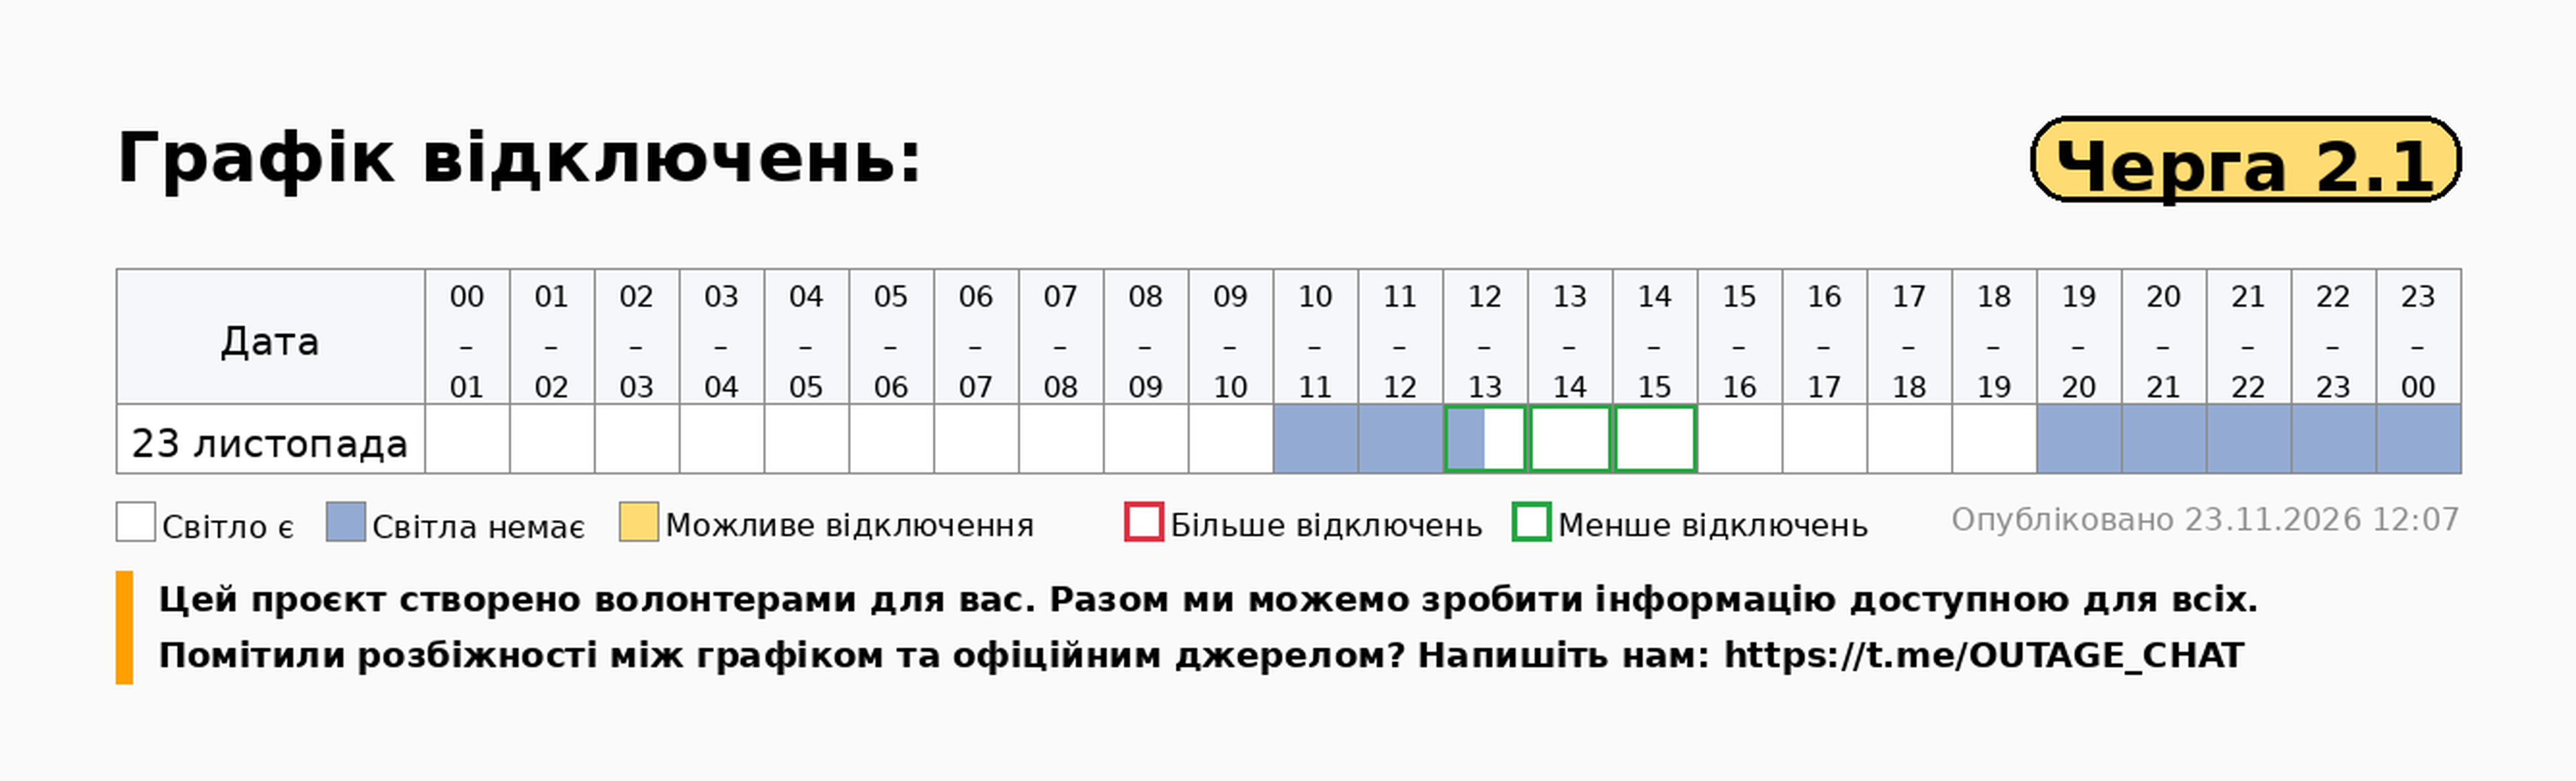 Графік відключень:
Черга 2.1
Дата
00 – 01
01 – 02
02 – 03
03 – 04
04 – 05
05 – 06
06 – 07
07 – 08
08 – 09
09 – 10
10 – 11
11 – 12
12 – 13
13 – 14
14 – 15
15 – 16
16 – 17
17 – 18
18 – 19
19 – 20
20 – 21
21 – 22
22 – 23
23 – 00
23 листопада
Світло є
Світла немає
Можливе відключення
Більше відключень
Менше відключень
Опубліковано 23.11.2026 12:07
Цей проєкт створено волонтерами для вас. Разом ми можемо зробити інформацію доступною для всіх.
Помітили розбіжності між графіком та офіційним джерелом? Напишіть нам: https://t.me/OUTAGE_CHAT